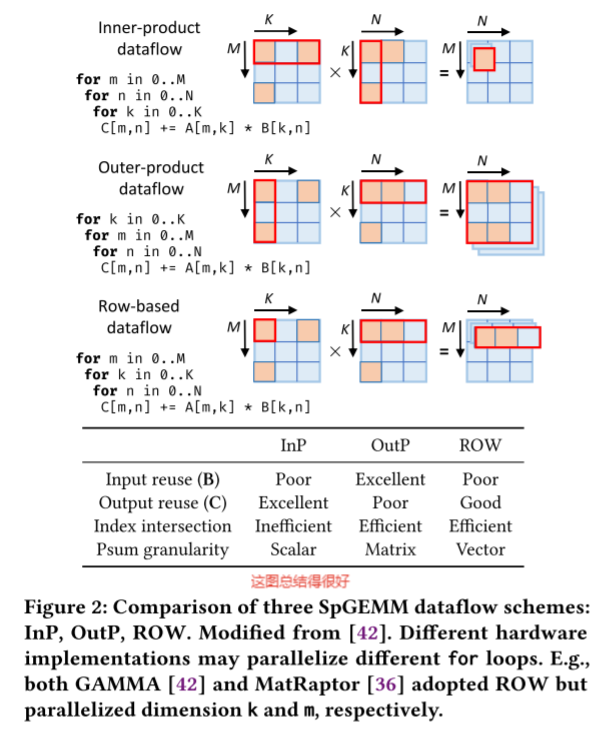 Inner-product
dataflow
for m in 0..M
for n in 0..N
for k in 0..K
C[m,n] += A[m,k] * B[k,n]
K
M
×
N
K
=
N
M
Outer-product
dataflow
for k in 0..K
for m in 0..M
for n in 0..N
C[m,n] += A[m,k] * B[k,n]
K
M
×
N
K
=
N
M
Row-based
dataflow
for m in 0..M
for k in 0..K
for n in 0..N
C[m,n] += A[m,k] * B[k,n]
K
M
×
N
K
=
N
M
InP OutP ROW
Input reuse (B) Poor Excellent Poor
Output reuse (C) Excellent Poor Good
Index intersection Inefficient Efficient Efficient
Psum granularity Scalar Matrix Vector
这图总结得很好
Figure 2: Comparison of three SpGEMM dataflow schemes:
InP, OutP, ROW. Modified from [42]. Different hardware
implementations may parallelize different for loops. E.g.,
both GAMMA [42] and MatRaptor [36] adopted ROW but
parallelized dimension k and m, respectively.